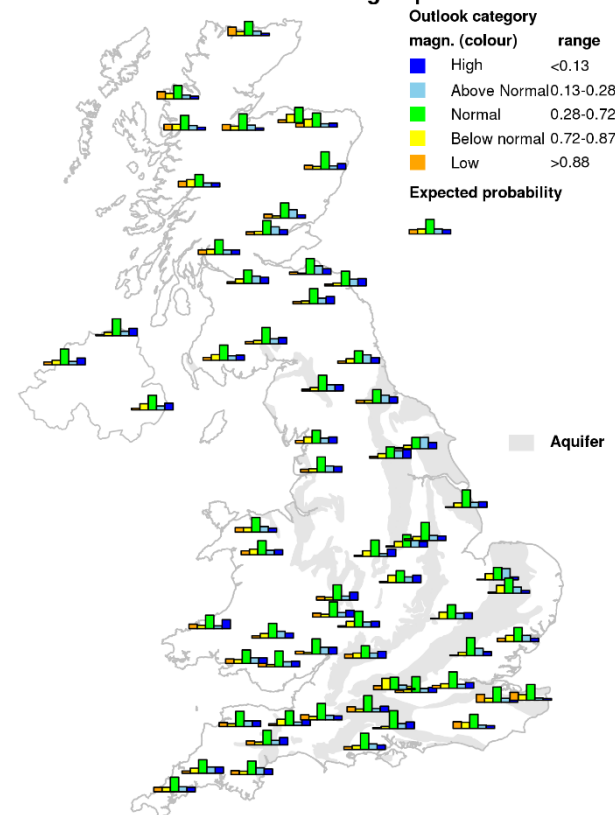 Outlook category
magn. (colour) range
High <0.13
Above Normal 0.13-0.28
Normal 0.28-0.72
Below normal 0.72-0.87
Low >0.88
Expected probability
Aquifer